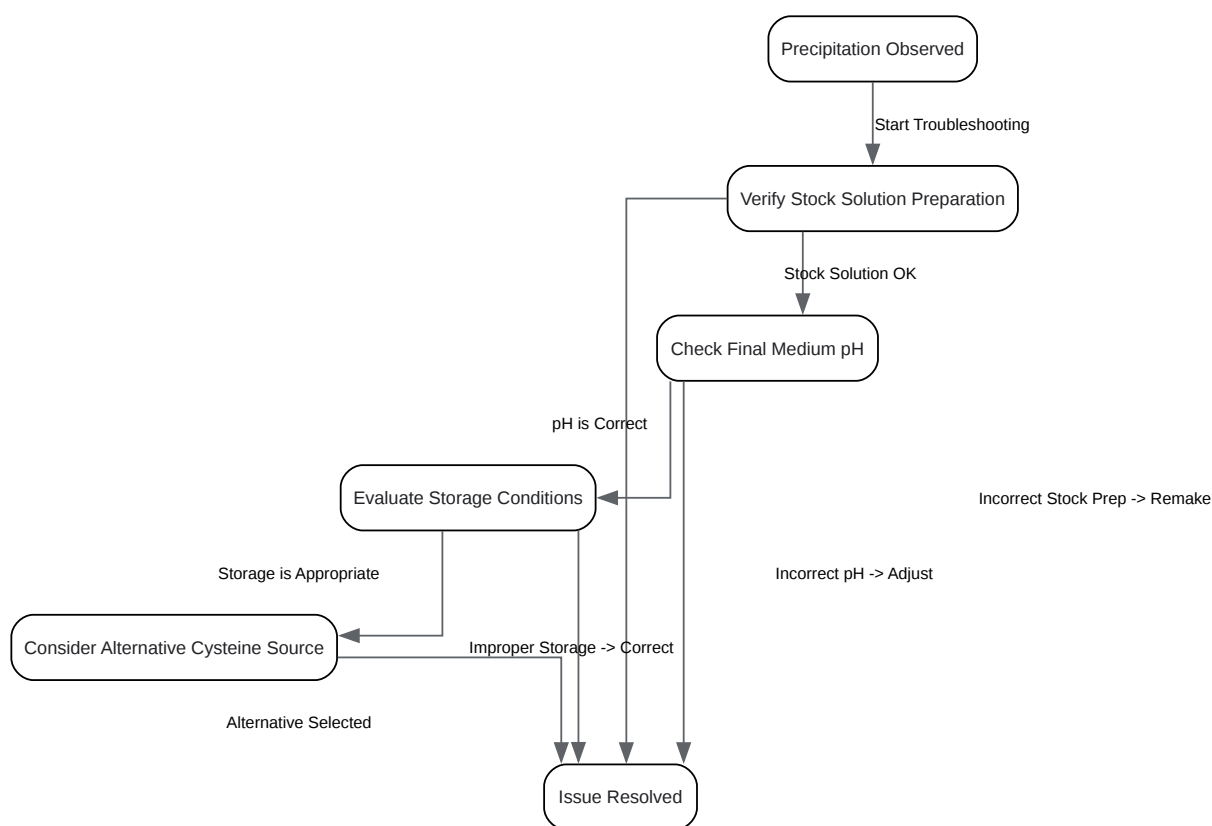 Precipitation Observed
Start Troubleshooting
Verify Stock Solution Preparation
Stock Solution OK
Check Final Medium pH
pH is Correct
Evaluate Storage Conditions
Incorrect Stock Prep -> Remake
Storage is Appropriate
Incorrect pH -> Adjust
Consider Alternative Cysteine Source
Improper Storage -> Correct
Alternative Selected
Issue Resolved